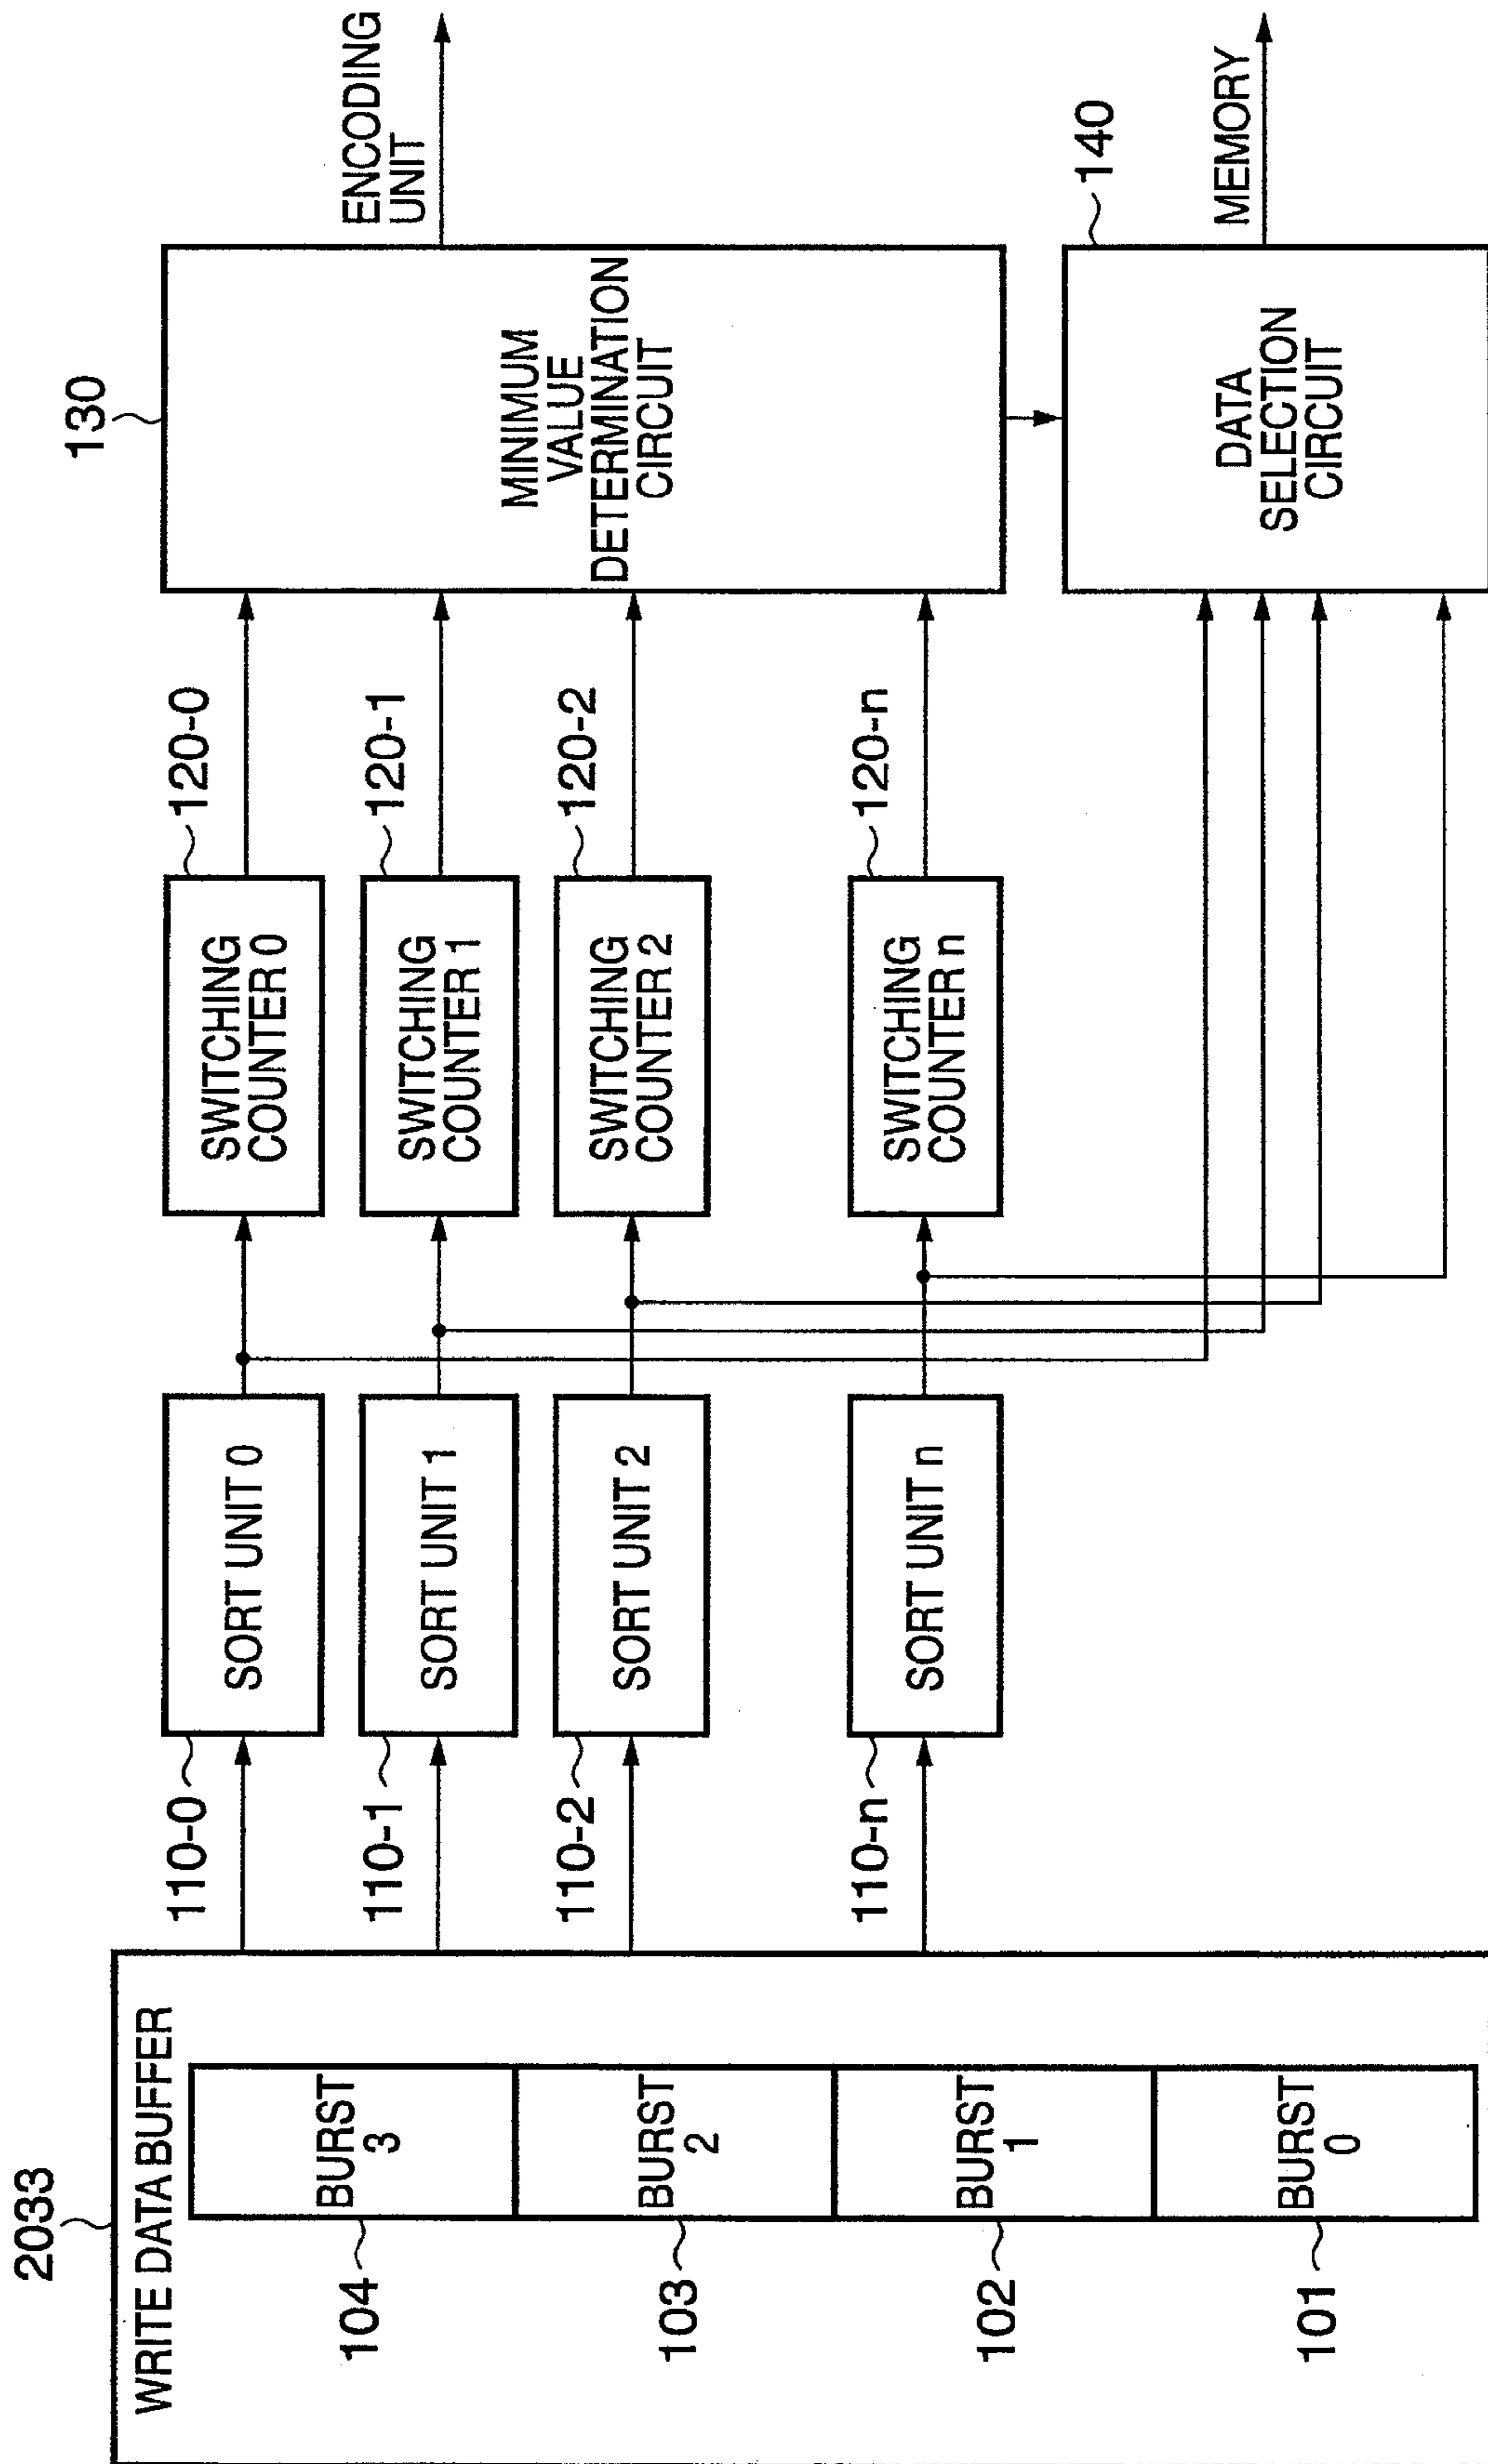 2033
WRITE DATA BUFFER
104
BURST
3
103
BURST
2
102
BURST
1
101
BURST
0
110-0
SORT UNIT 0
110-1
SORT UNIT 1
110-2
SORT UNIT 2
110-n
SORT UNIT n
120-0
SWITCHING
COUNTER 0
120-1
SWITCHING
COUNTER 1
120-2
SWITCHING
COUNTER 2
120-n
SWITCHING
COUNTER n
130
MINIMUM
VALUE
DETERMINATION
CIRCUIT
ENCODING
UNIT
140
DATA
SELECTION
CIRCUIT
MEMORY